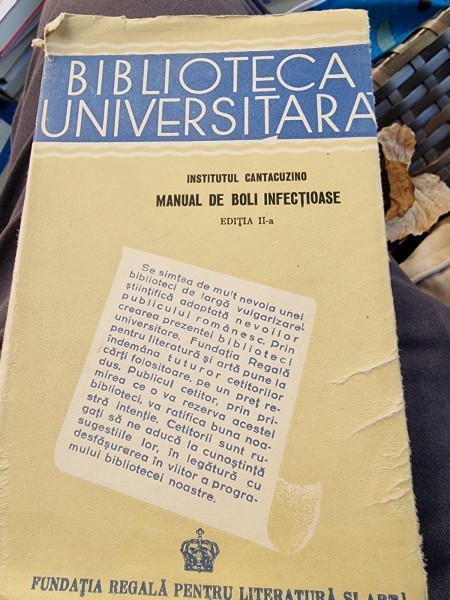 BIBLIOTECA
UNIVERSITARĂ
INSTITUTUL CANTACUZINO
MANUAL DE BOLI INFECȚIOASE
EDIȚIA II-a
Se simțea de mult nevoia unei
biblioteci de largă vulgarizare
științifică adaptată nevoilor
publicului românesc. Prin
crearea prezentei biblioteci
universitare, Fundația Regală
pentru literatură și artă pune la
îndemâna tuturor cetitorilor
cărți folositoare, pe un preț re-
dus. Publicul cetitor, prin pri-
mirea ce o va rezerva acestei
biblioteci, va ratifica buna noa-
stră intenție. Cetitorii sunt ru-
gați să ne aducă la cunoștință
sugestiile lor, în legătură cu
desfășurerea în viitor a progra-
mului bibliotecei noastre.
FUNDAȚIA REGALĂ PENTRU LITERATURĂ ȘI ARTĂ